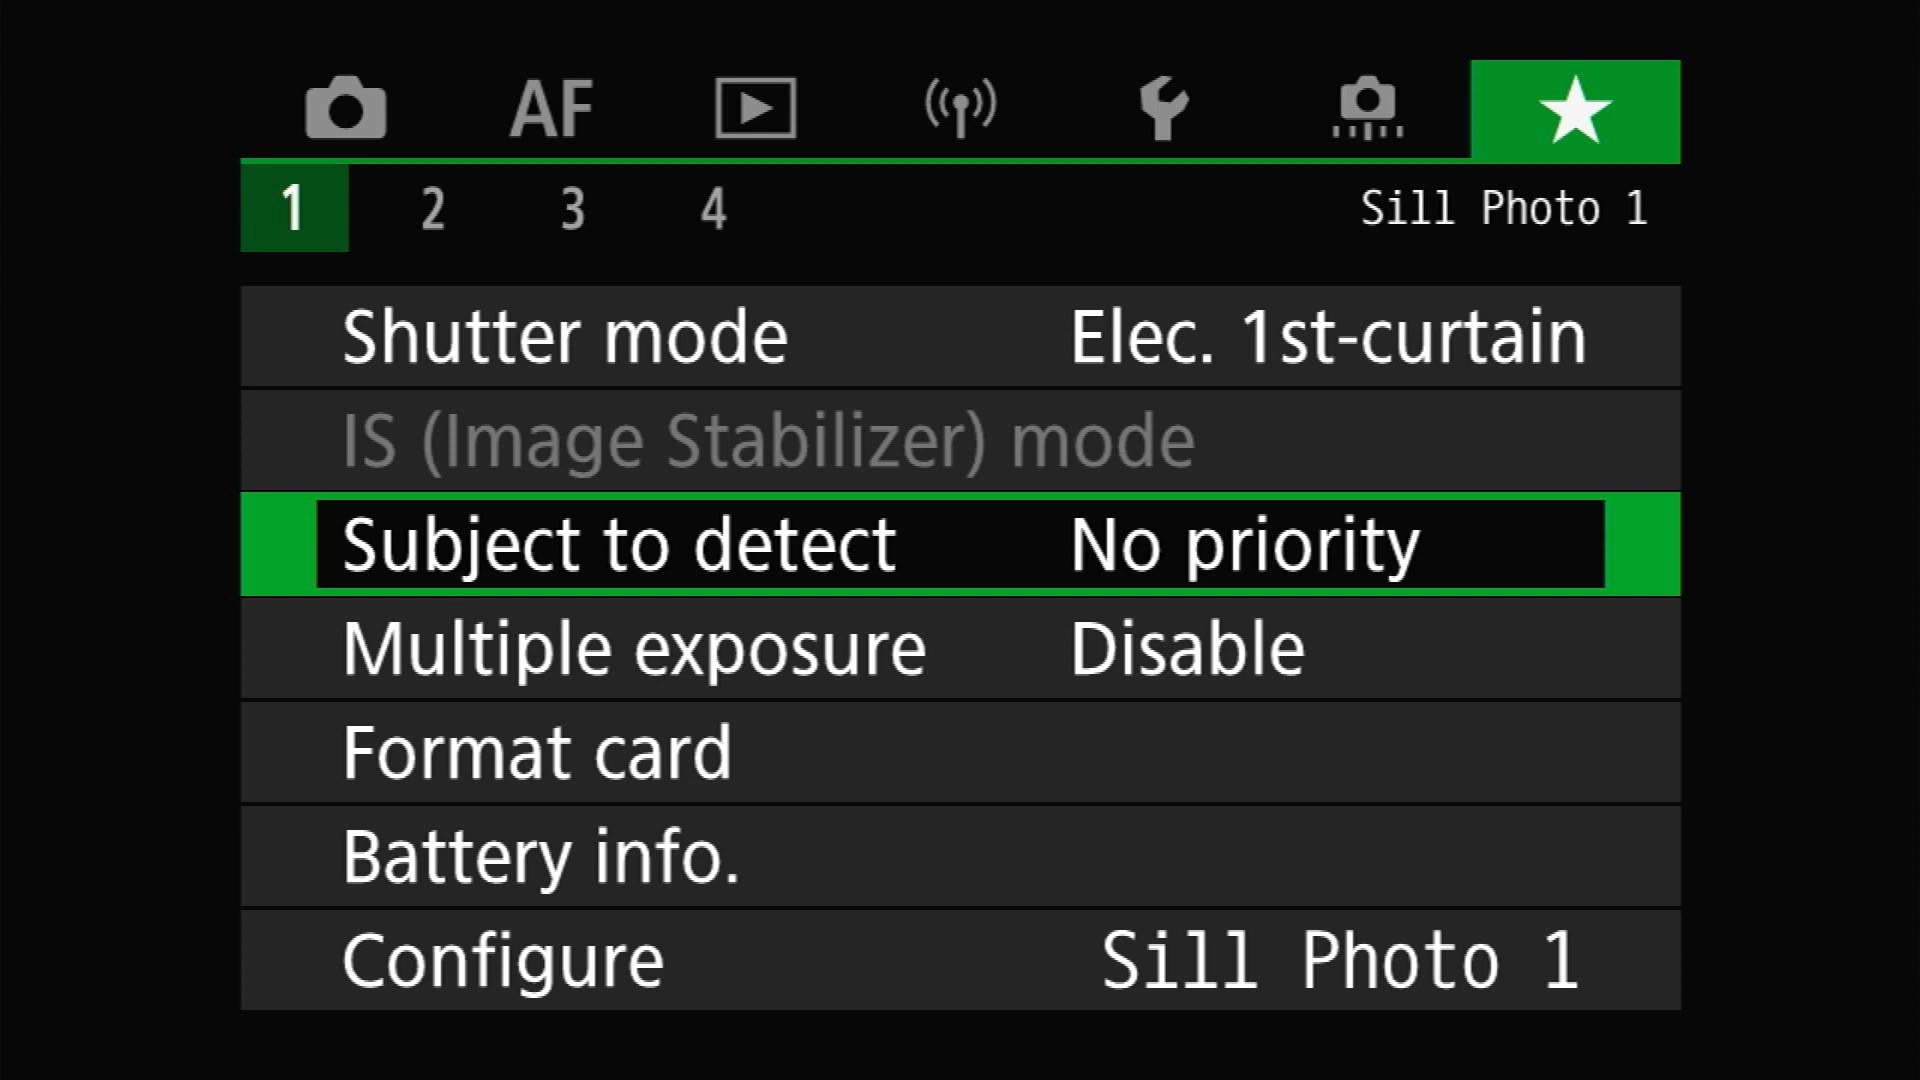 AF
1 2 3 4 Sill Photo 1
Shutter mode Elec. 1st-curtain
IS (Image Stabilizer) mode
Subject to detect No priority
Multiple exposure Disable
Format card
Battery info.
Configure Sill Photo 1